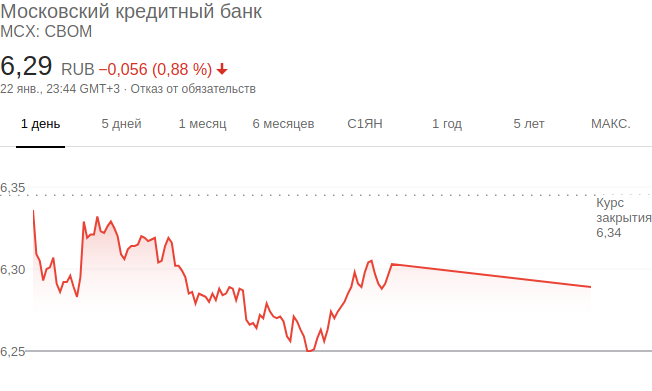 Московский кредитный банк
MCX: CBOM
6,29 RUB −0,056 (0,88 %)
22 янв., 23:44 GMT+3 · Отказ от обязательств
1 день 5 дней 1 месяц 6 месяцев С1ЯН 1 год 5 лет МАКС.
6,35
Курс
закрытия
6,34
6,30
6,25